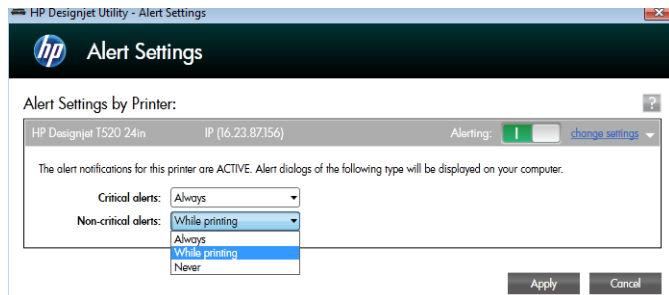 HP Designjet Utility - Alert Settings
hp Alert Settings
Alert Settings by Printer:
?
HP Designjet T520 24in IP (16.23.87.156) Alerting: change settings
The alert notifications for this printer are ACTIVE. Alert dialogs of the following type will be displayed on your computer.
Critical alerts: Always
Non-critical alerts: While printing
Always
While printing
Never
Apply Cancel